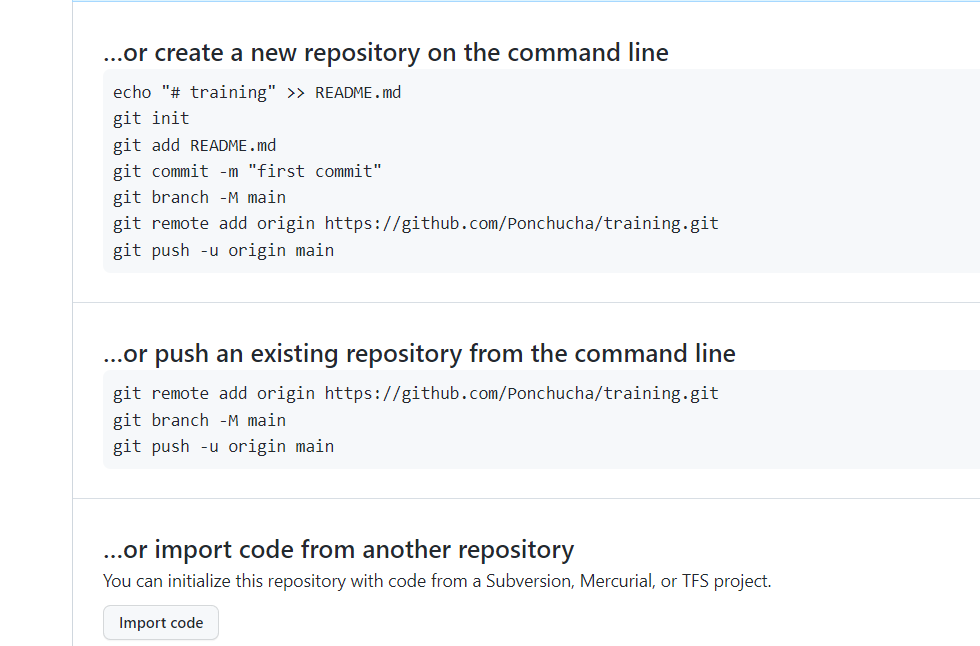 ...or create a new repository on the command line
echo "# training" >> README.md
git init
git add README.md
git commit -m "first commit"
git branch -M main
git remote add origin https://github.com/Ponchucha/training.git
git push -u origin main
...or push an existing repository from the command line
git remote add origin https://github.com/Ponchucha/training.git
git branch -M main
git push -u origin main
...or import code from another repository
You can initialize this repository with code from a Subversion, Mercurial, or TFS project.
Import code